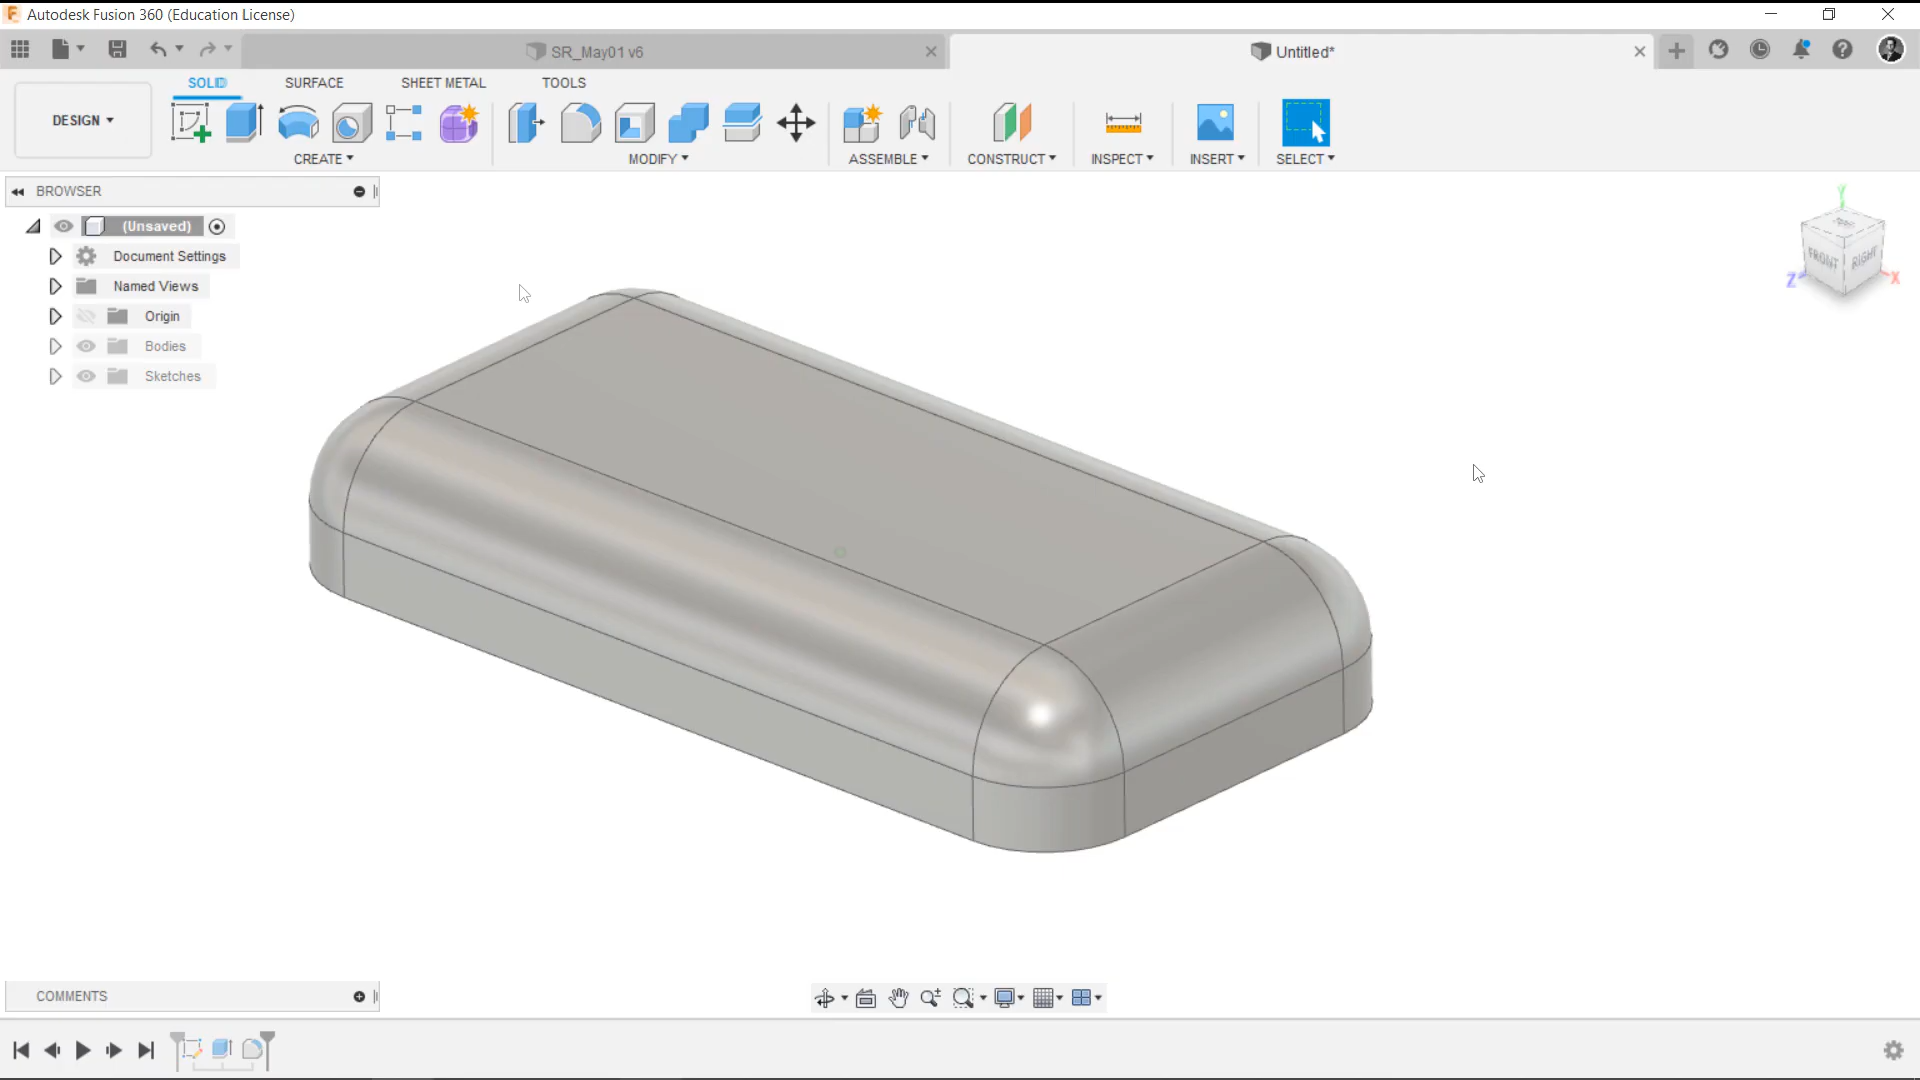 Autodesk Fusion 360 (Education License)
SR_May01 v6
Untitled*
DESIGN
SOLID
SURFACE
SHEET METAL
TOOLS
CREATE
MODIFY
ASSEMBLE
CONSTRUCT
INSPECT
INSERT
SELECT
BROWSER
(Unsaved)
Document Settings
Named Views
Origin
Bodies
Sketches
Y
FRONT
RIGHT
Z
X
COMMENTS